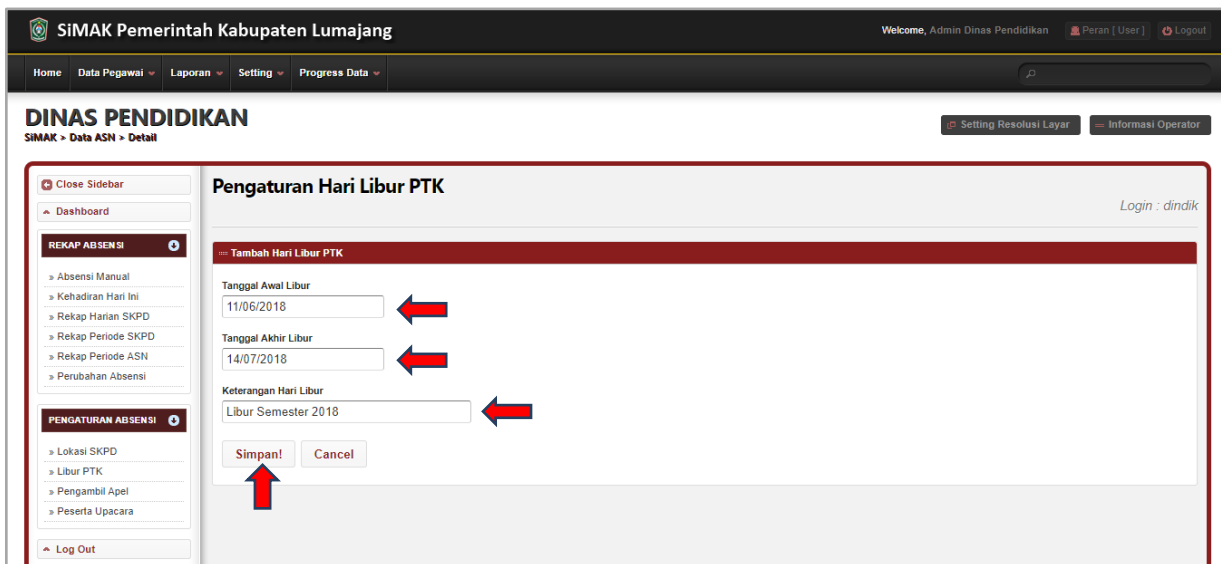 SiMAK Pemerintah Kabupaten Lumajang
Welcome, Admin Dinas Pendidikan Peran [ User ] Logout
Home Data Pegawai Laporan Setting Progress Data
DINAS PENDIDIKAN
SiMAK > Data ASN > Detail
Setting Resolusi Layar Informasi Operator
Close Sidebar
Dashboard
REKAP ABSENSI
» Absensi Manual
» Kehadiran Hari Ini
» Rekap Harian SKPD
» Rekap Periode SKPD
» Rekap Periode ASN
» Perubahan Absensi
PENGATURAN ABSENSI
» Lokasi SKPD
» Libur PTK
» Pengambil Apel
» Peserta Upacara
Log Out
Pengaturan Hari Libur PTK
Login : dindik
Tambah Hari Libur PTK
Tanggal Awal Libur
11/06/2018
Tanggal Akhir Libur
14/07/2018
Keterangan Hari Libur
Libur Semester 2018
Simpan! Cancel